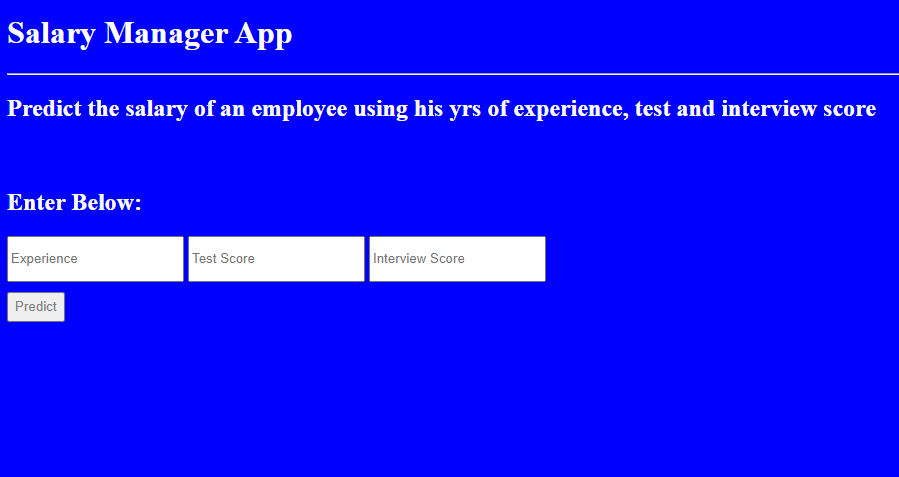 Salary Manager App
Predict the salary of an employee using his yrs of experience, test and interview score
Enter Below:
Experience Test Score Interview Score
Predict